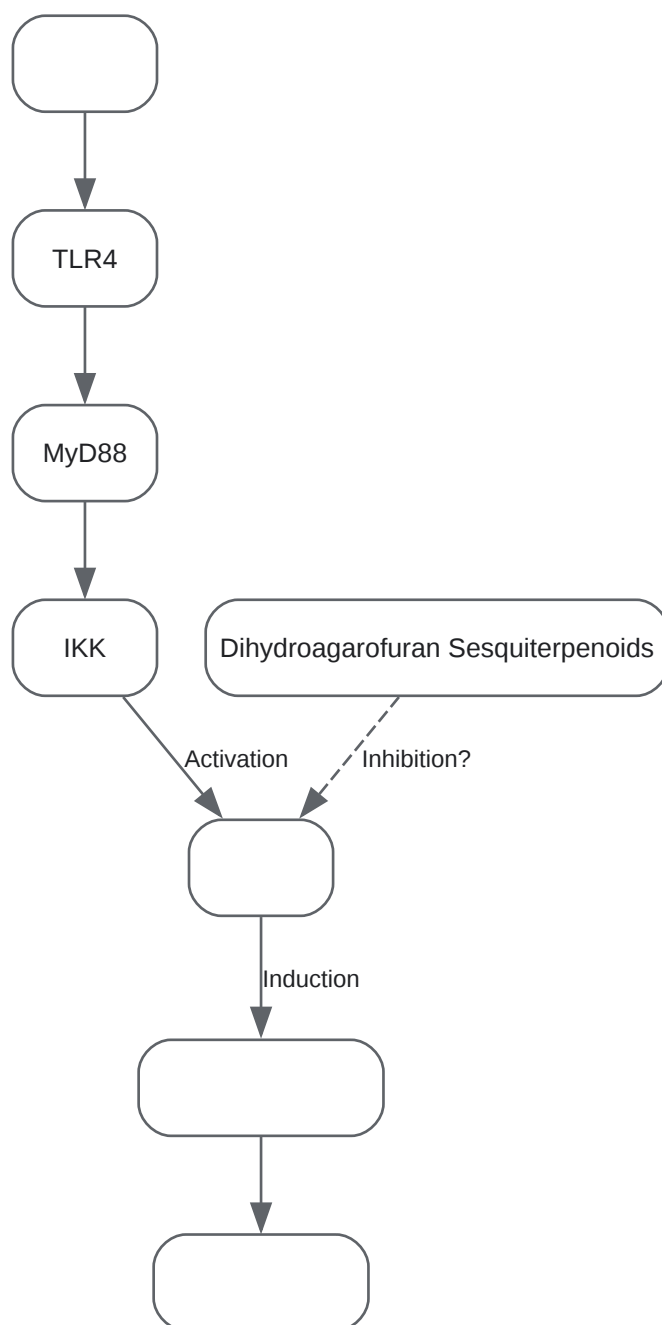 TLR4
MyD88
IKK
Dihydroagarofuran Sesquiterpenoids
Activation
Inhibition?
Induction